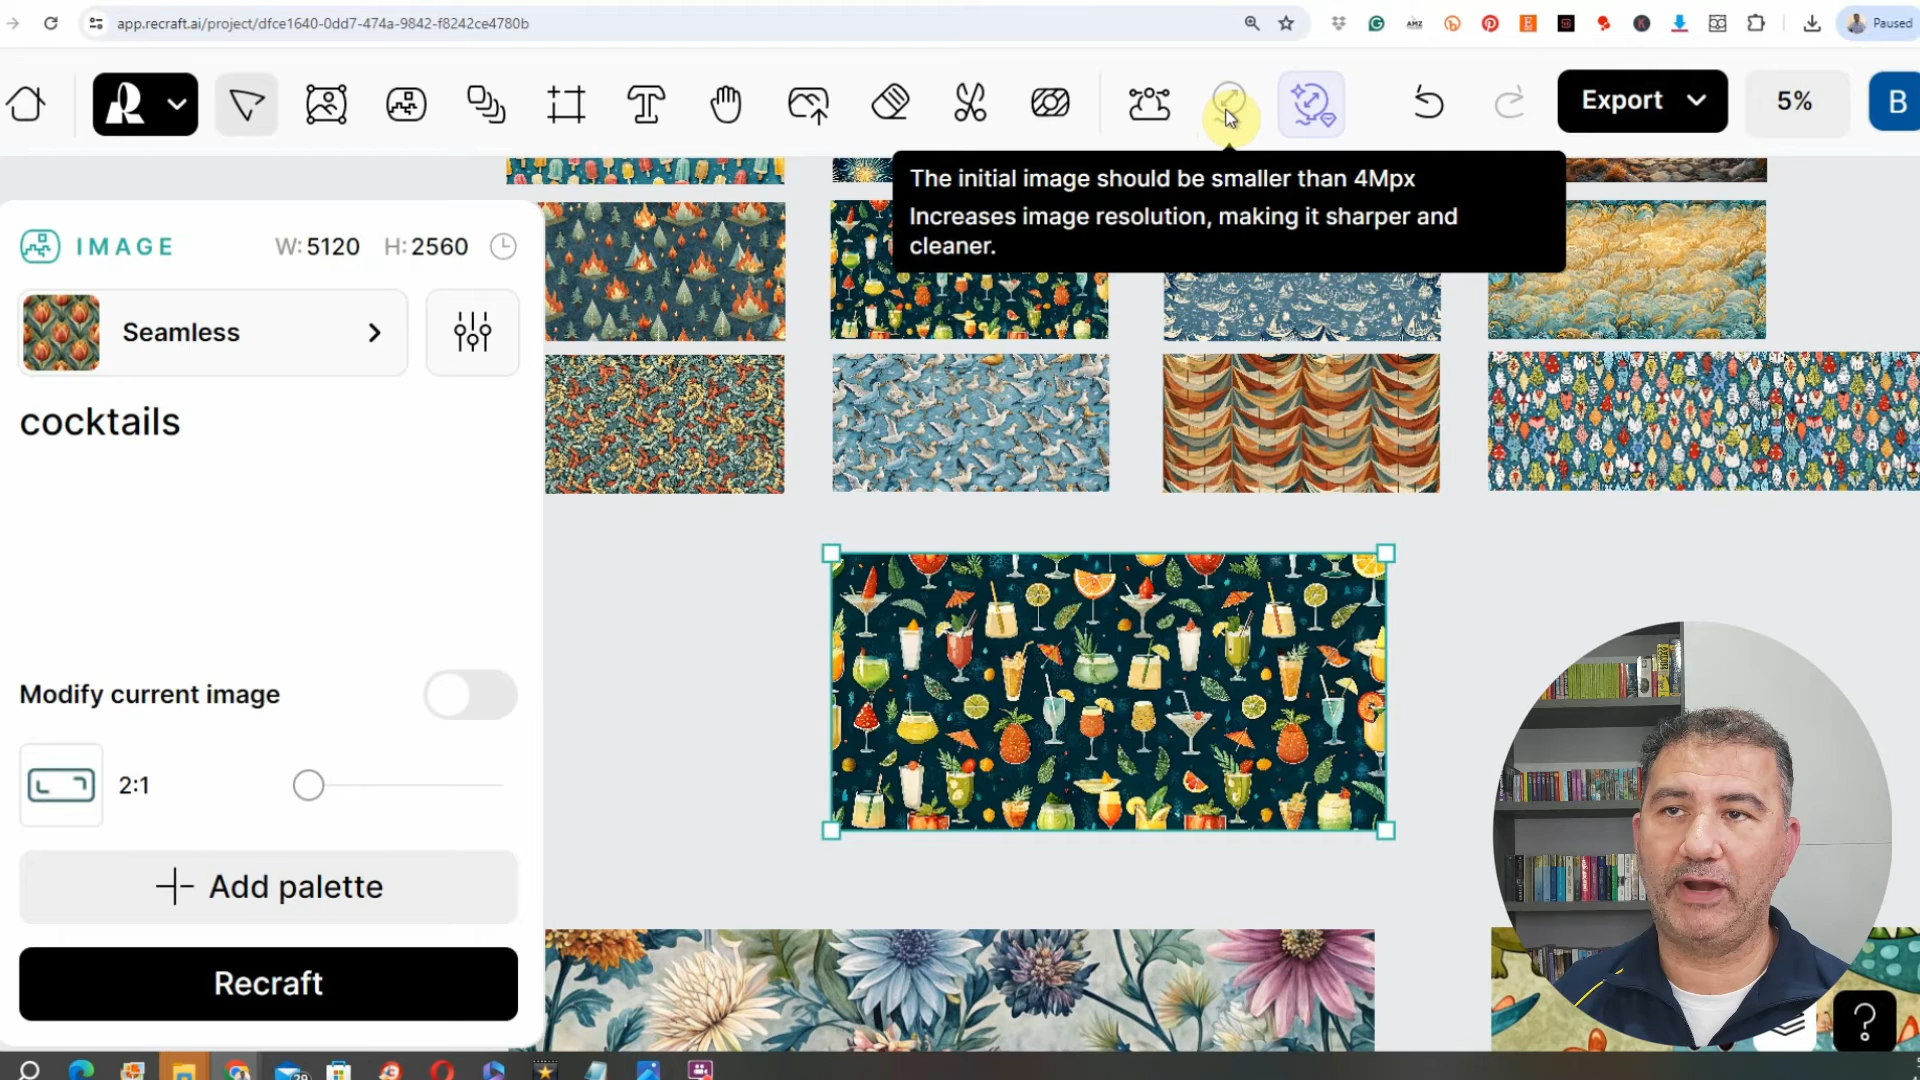 app.recraft.ai/project/dfce1640-0dd7-474a-9842-f8242ce4780b
Paused
Export
5%
B
The initial image should be smaller than 4Mpx
Increases image resolution, making it sharper and
cleaner.
IMAGE
W: 5120
H: 2560
Seamless
cocktails
Modify current image
2:1
Add palette
Recraft
?